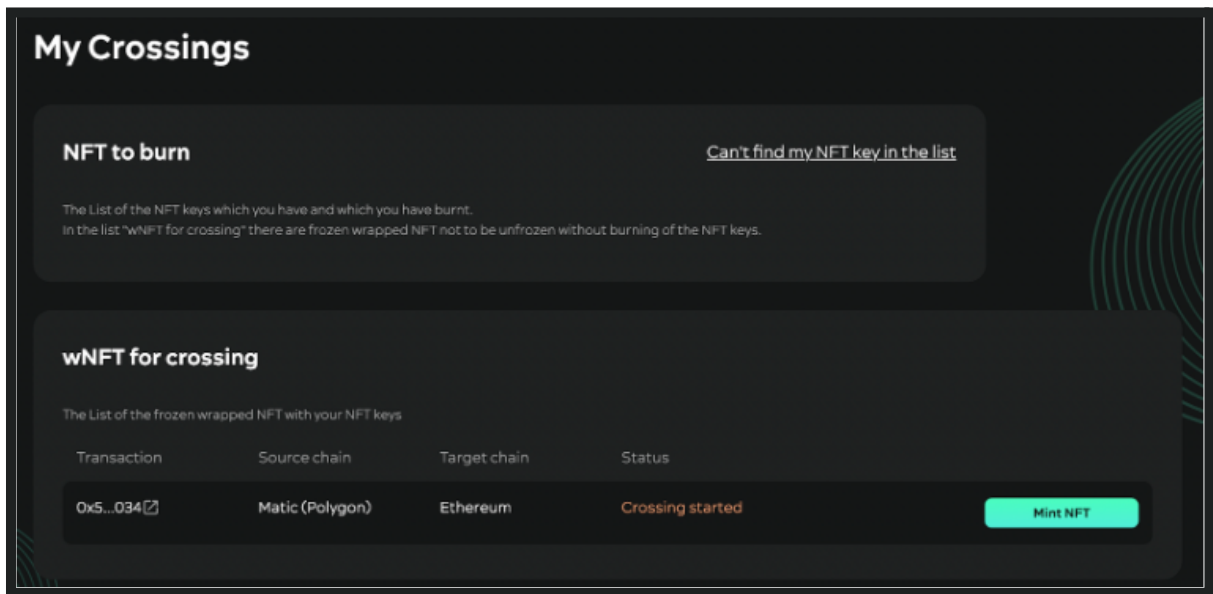 My Crossings
NFT to burn
Can't find my NFT key in the list
The List of the NFT keys which you have and which you have burnt.
In the list "wNFT for crossing" there are frozen wrapped NFT not to be unfrozen without burning of the NFT keys.
wNFT for crossing
The List of the frozen wrapped NFT with your NFT keys
Transaction Source chain Target chain Status
0x5...034 Matic (Polygon) Ethereum Crossing started Mint NFT